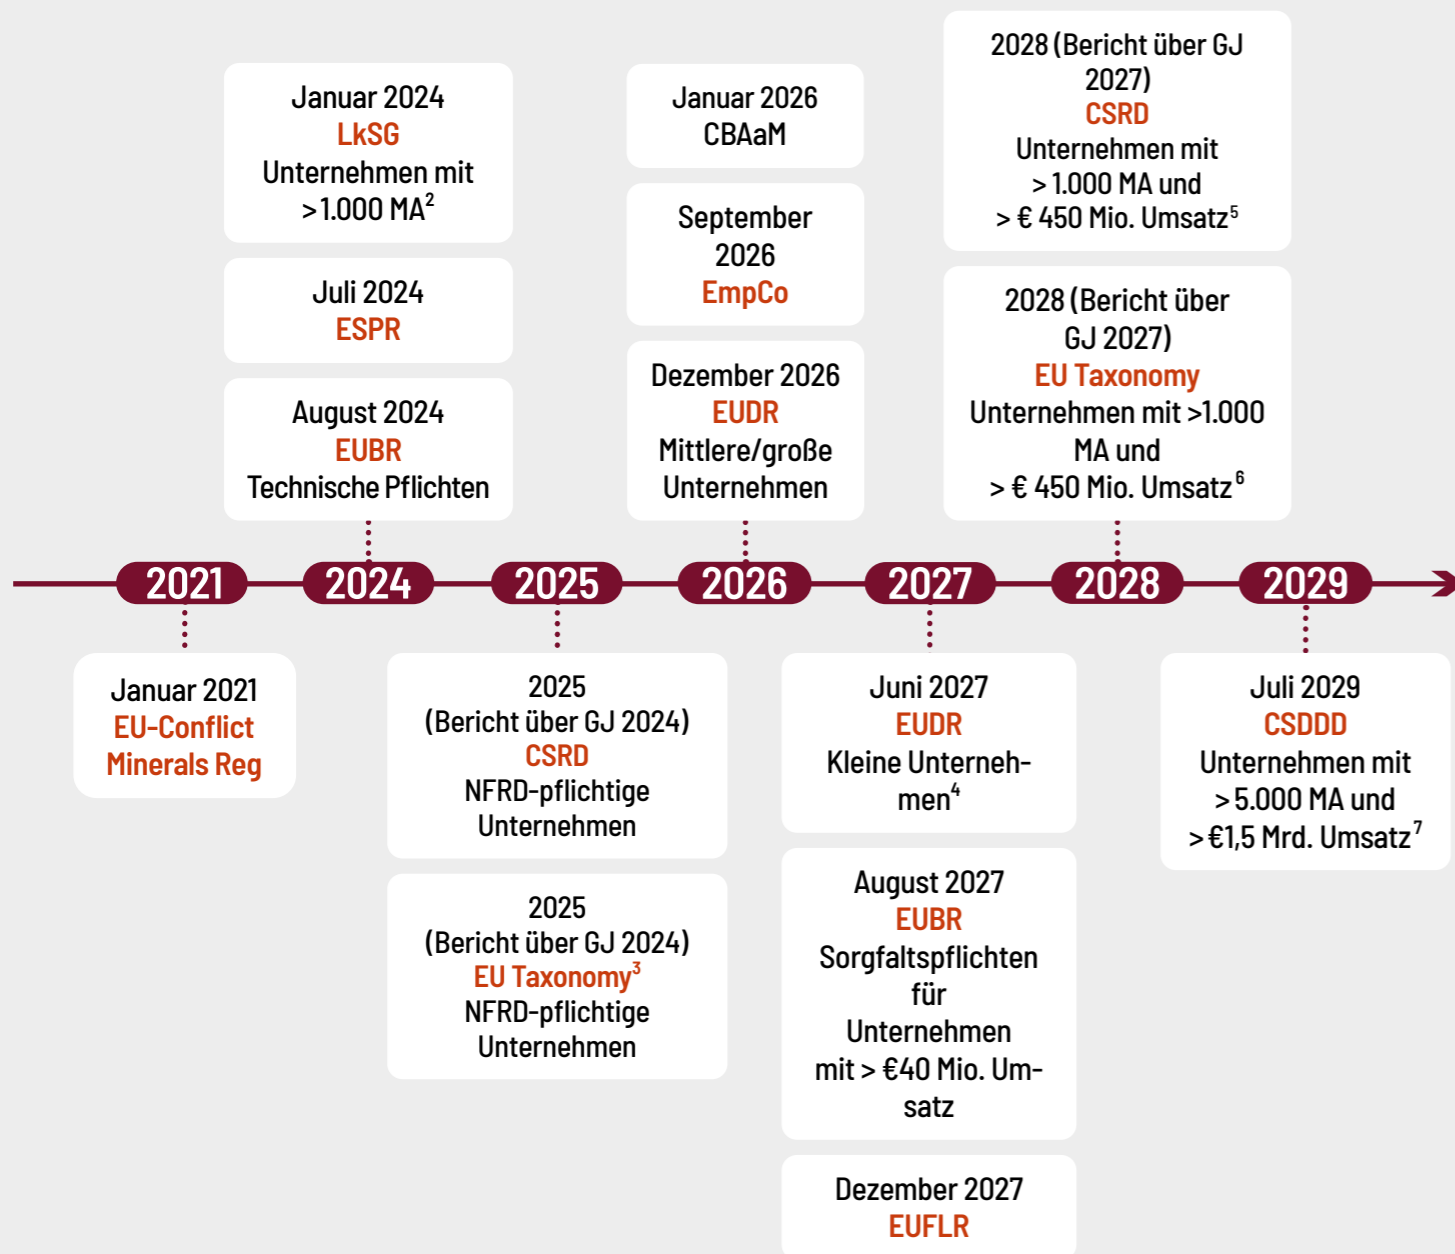 Januar 2024
LkSG
Unternehmen mit
> 1.000 MA²
Juli 2024
ESPR
August 2024
EUBR
Technische Pflichten
Januar 2026
CBAaM
September
2026
EmpCo
Dezember 2026
EUDR
Mittlere/große
Unternehmen
2028 (Bericht über GJ
2027)
CSRD
Unternehmen mit
> 1.000 MA und
> € 450 Mio. Umsatz⁵
2028 (Bericht über
GJ 2027)
EU Taxonomy
Unternehmen mit >1.000
MA und
> € 450 Mio. Umsatz⁶
2021 2024 2025 2026 2027 2028 2029
Januar 2021
EU-Conflict
Minerals Reg
2025
(Bericht über GJ 2024)
CSRD
NFRD-pflichtige
Unternehmen
2025
(Bericht über GJ 2024)
EU Taxonomy³
NFRD-pflichtige
Unternehmen
Juni 2027
EUDR
Kleine Unterneh-
men⁴
August 2027
EUBR
Sorgfaltspflichten
für
Unternehmen
mit > €40 Mio. Um-
satz
Dezember 2027
EUFLR
Juli 2029
CSDDD
Unternehmen mit
> 5.000 MA und
> €1,5 Mrd. Umsatz⁷